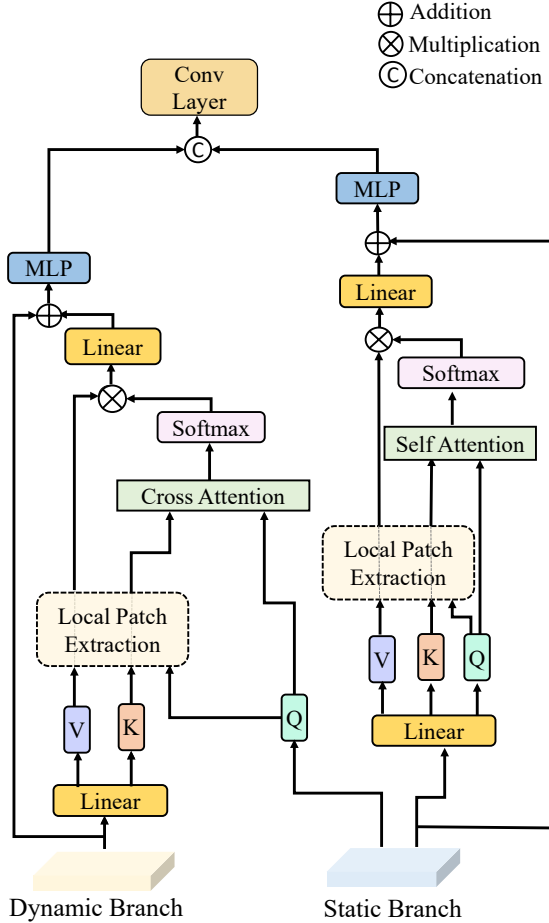 Addition
Multiplication
C Concatenation
Conv
Layer
C
MLP
MLP
Linear
Linear
Softmax
Softmax
Self Attention
Cross Attention
Local Patch
Extraction
Local Patch
Extraction
V
K
Q
V
K
Q
Linear
Linear
Dynamic Branch
Static Branch